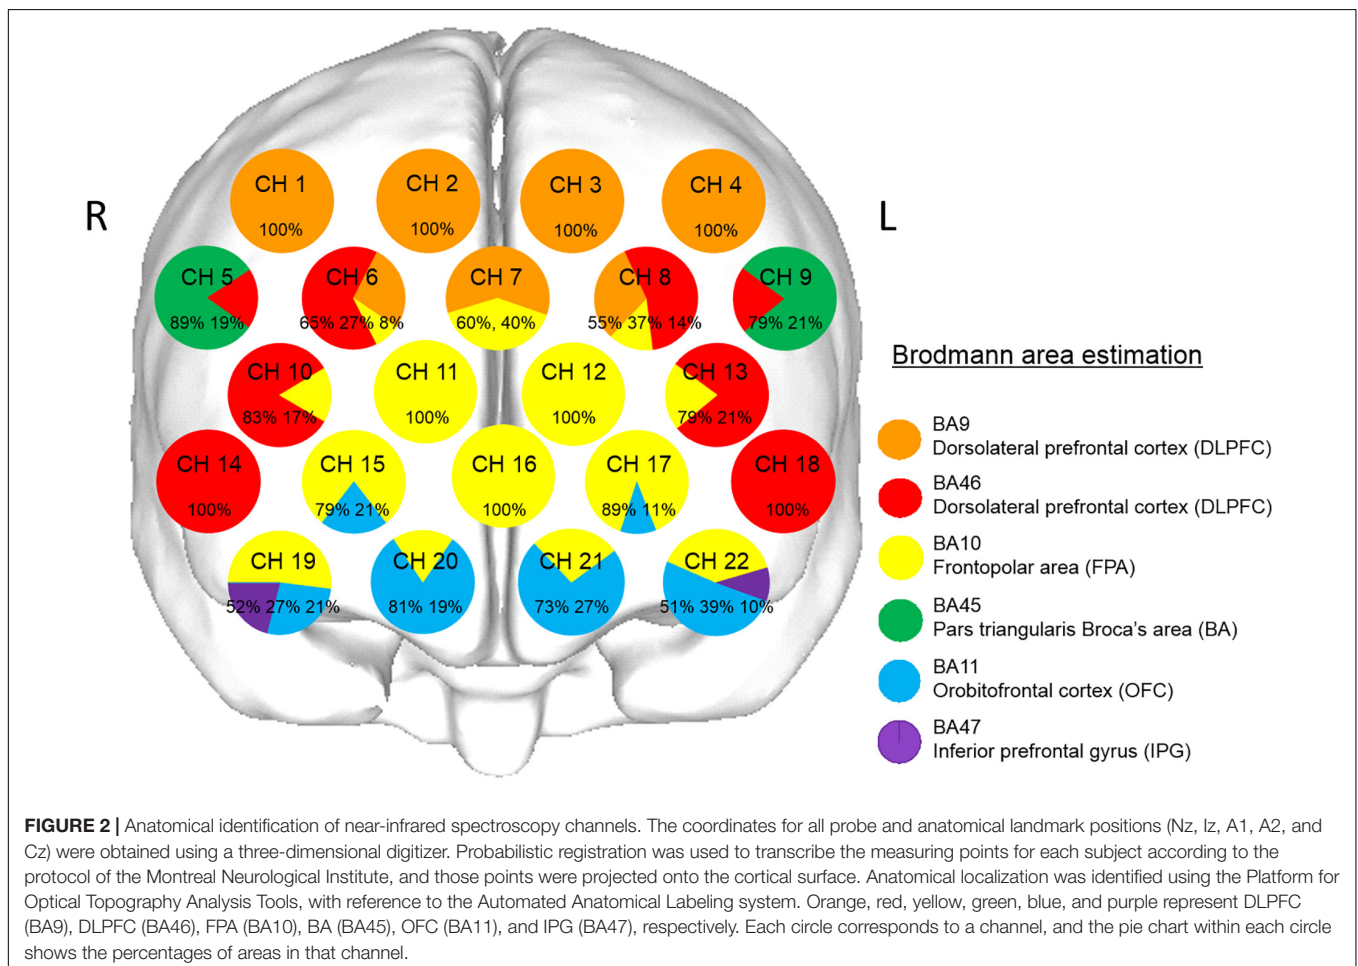 CH 1
CH 2
CH 3
CH 4
100%
100%
100%
100%
R
L
CH 5
CH 6
CH 7
CH 8
CH 9
89% 19%
65% 27% 8%
60%, 40%
55% 37% 14%
79% 21%
CH 10
CH 11
CH 12
CH 13
83% 17%
100%
100%
79% 21%
CH 14
CH 15
CH 16
CH 17
CH 18
100%
79% 21%
100%
89% 11%
100%
CH 19
CH 20
CH 21
CH 22
52% 27% 21%
81% 19%
73% 27%
51% 39% 10%
Brodmann area estimation
BA9
Dorsolateral prefrontal cortex (DLPFC)
BA46
Dorsolateral prefrontal cortex (DLPFC)
BA10
Frontopolar area (FPA)
BA45
Pars triangularis Broca's area (BA)
BA11
Orobitofrontal cortex (OFC)
BA47
Inferior prefrontal gyrus (IPG)
FIGURE 2 | Anatomical identification of near-infrared spectroscopy channels. The coordinates for all probe and anatomical landmark positions (Nz, Iz, A1, A2, and
Cz) were obtained using a three-dimensional digitizer. Probabilistic registration was used to transcribe the measuring points for each subject according to the
protocol of the Montreal Neurological Institute, and those points were projected onto the cortical surface. Anatomical localization was identified using the Platform for
Optical Topography Analysis Tools, with reference to the Automated Anatomical Labeling system. Orange, red, yellow, green, blue, and purple represent DLPFC
(BA9), DLPFC (BA46), FPA (BA10), BA (BA45), OFC (BA11), and IPG (BA47), respectively. Each circle corresponds to a channel, and the pie chart within each circle
shows the percentages of areas in that channel.